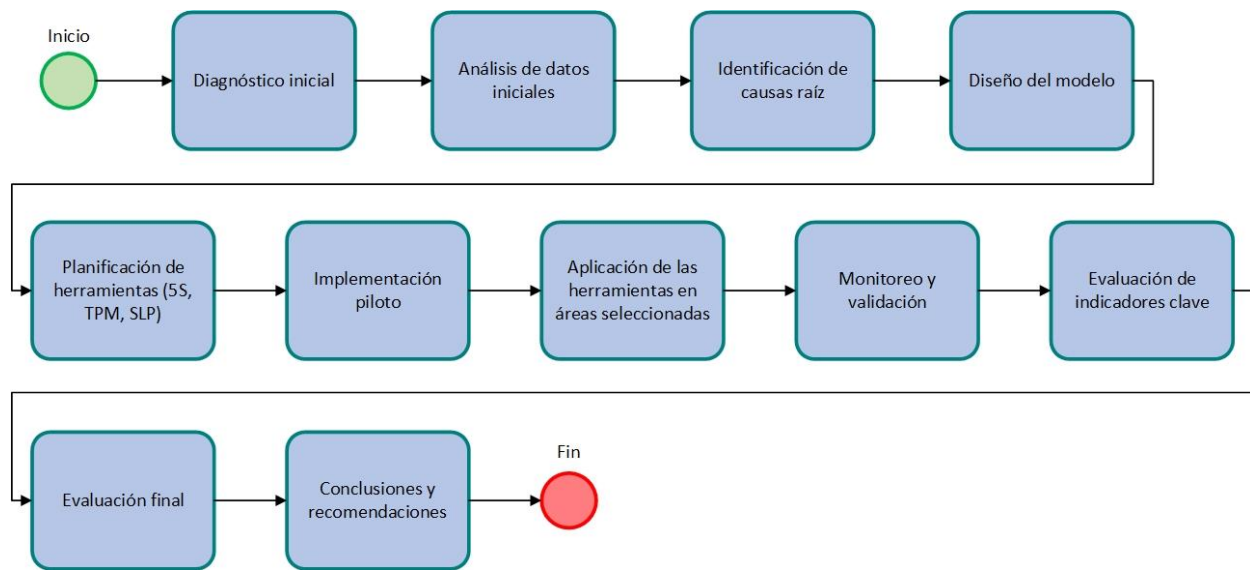 Inicio
Diagnóstico inicial
Análisis de datos
iniciales
Identificación de
causas raíz
Diseño del modelo
Planificación de
herramientas (5S,
TPM, SLP)
Implementación
piloto
Aplicación de las
herramientas en
áreas seleccionadas
Monitoreo y
validación
Evaluación de
indicadores clave
Evaluación final
Conclusiones y
recomendaciones
Fin